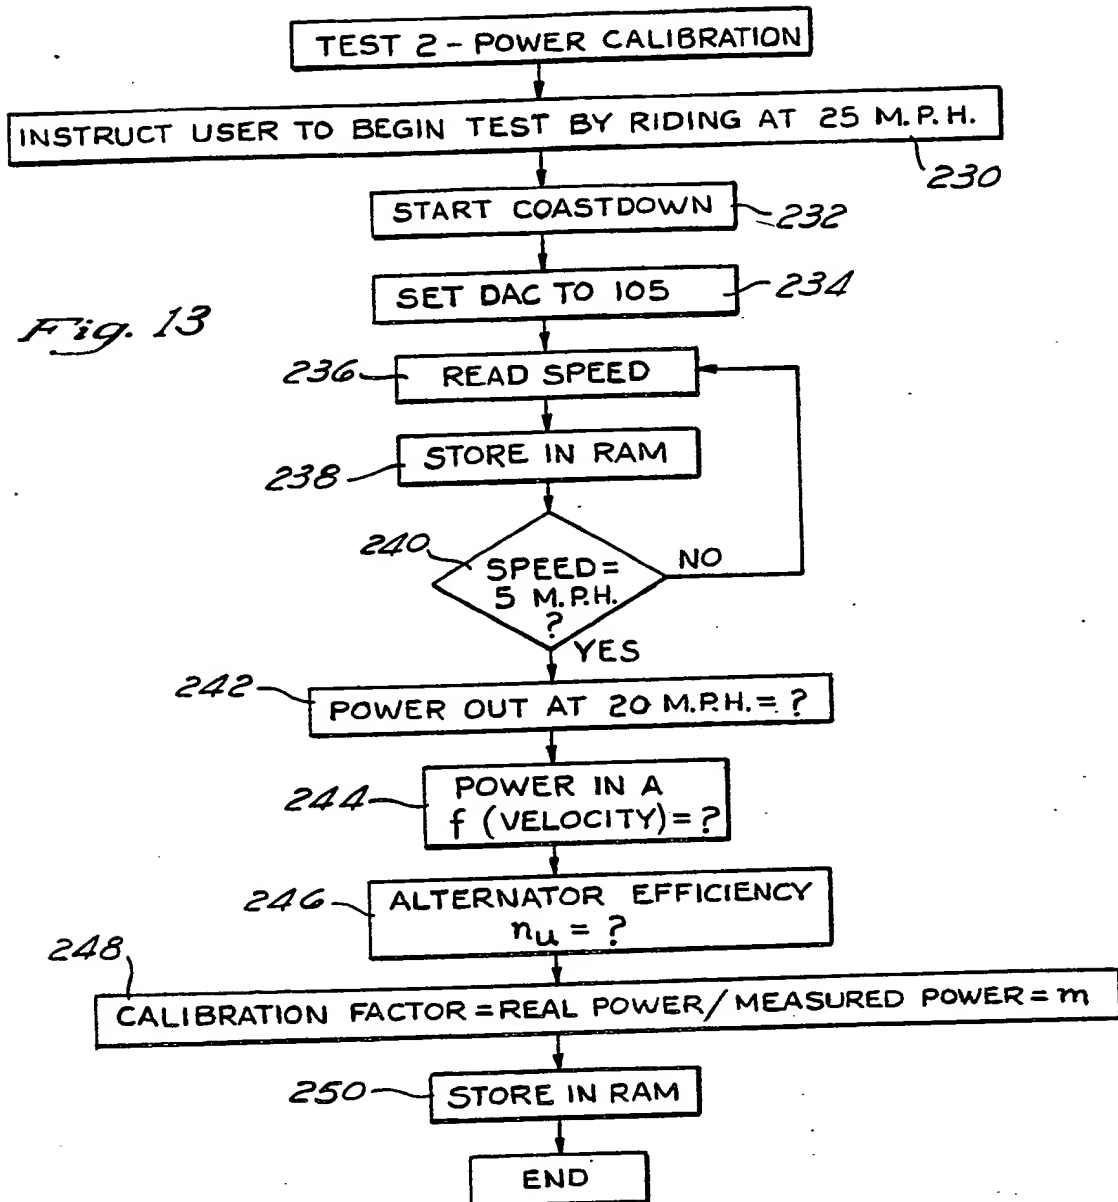 TEST 2 - POWER CALIBRATION
INSTRUCT USER TO BEGIN TEST BY RIDING AT 25 M.P.H.
230
START COASTDOWN
232
SET DAC TO 105
234
Fig. 13
236
READ SPEED
STORE IN RAM
238
240
SPEED =
5 M.P.H.
?
NO
YES
242
POWER OUT AT 20 M.P.H. = ?
244
POWER IN A
f (VELOCITY) = ?
246
ALTERNATOR EFFICIENCY
nu = ?
248
CALIBRATION FACTOR = REAL POWER / MEASURED POWER = m
250
STORE IN RAM
END